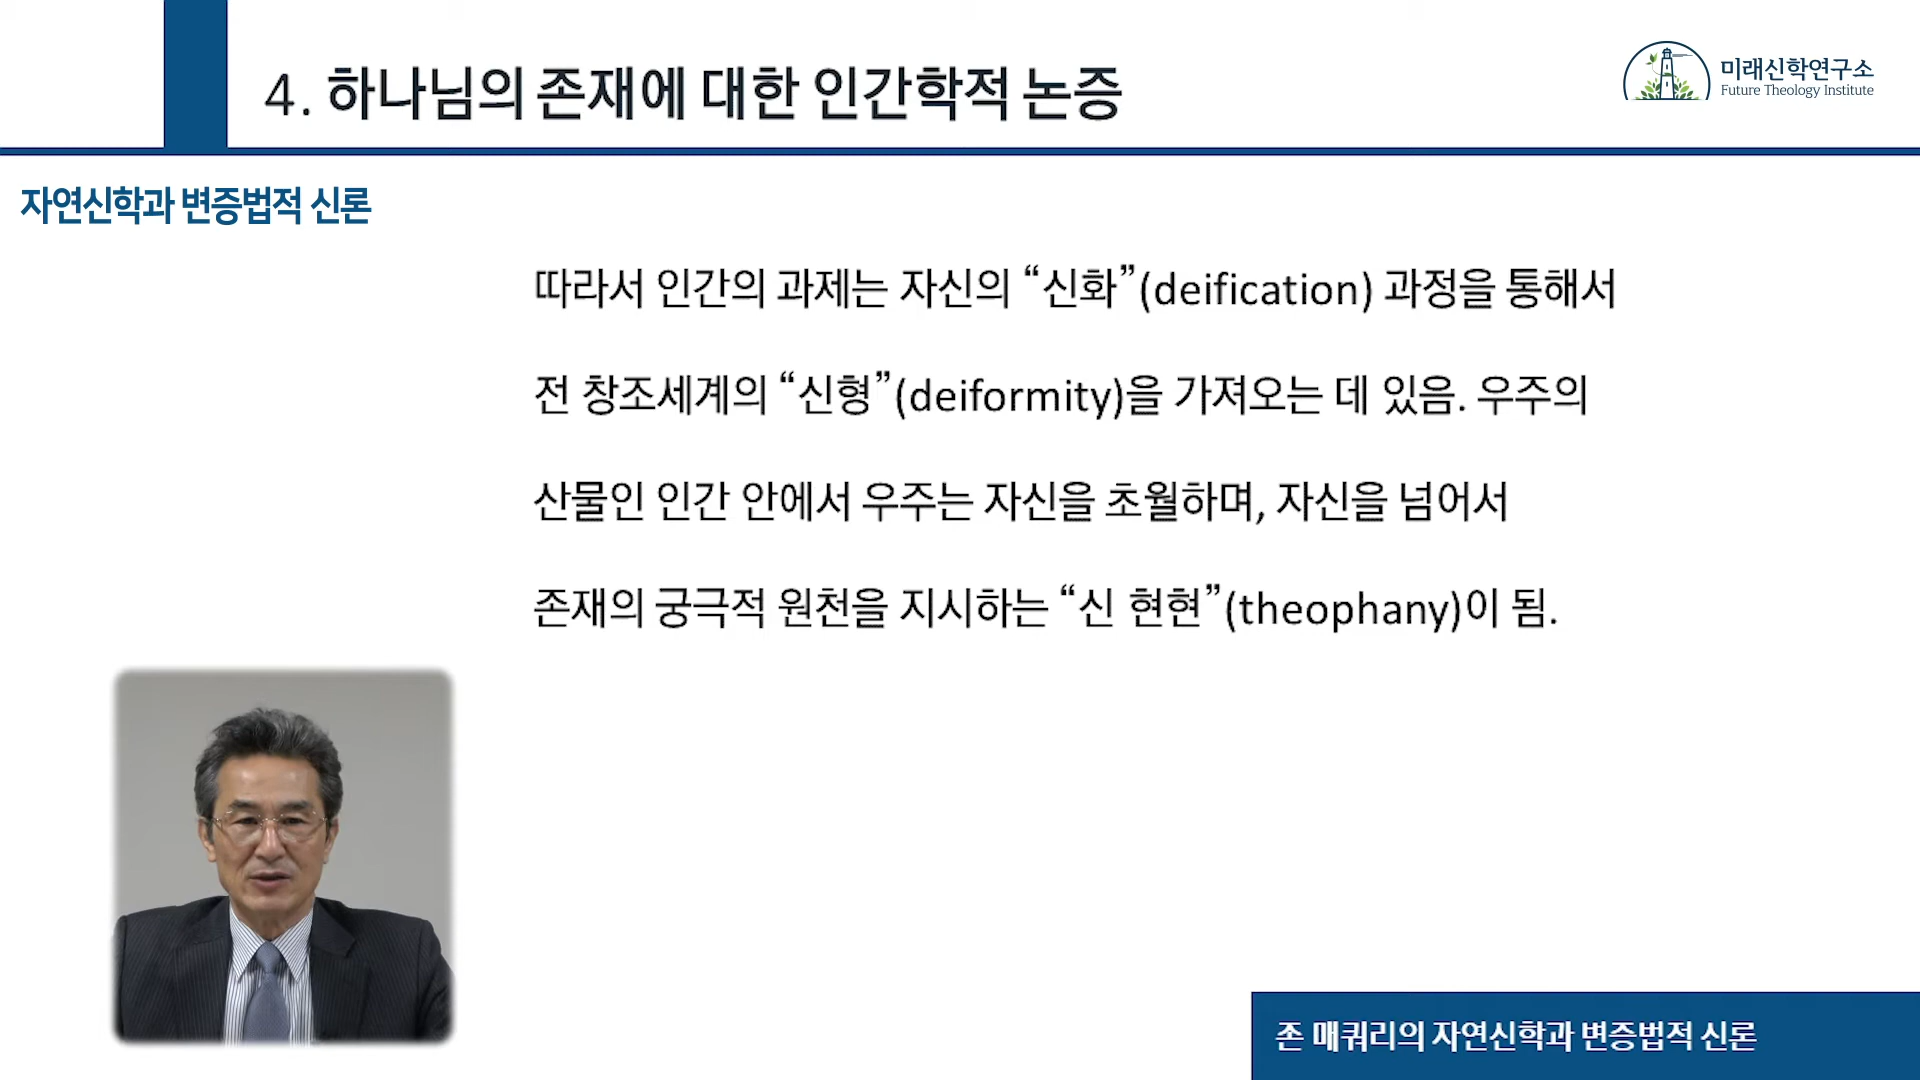 4. 하나님의 존재에 대한 인간학적 논증
미래신학연구소
Future Theology Institute
자연신학과 변증법적 신론
따라서 인간의 과제는 자신의 “신화”(deification) 과정을 통해서
전 창조세계의 “신형”(deiformity)을 가져오는 데 있음. 우주의
산물인 인간 안에서 우주는 자신을 초월하며, 자신을 넘어서
존재의 궁극적 원천을 지시하는 “신 현현”(theophany)이 됨.
존 매쿼리의 자연신학과 변증법적 신론